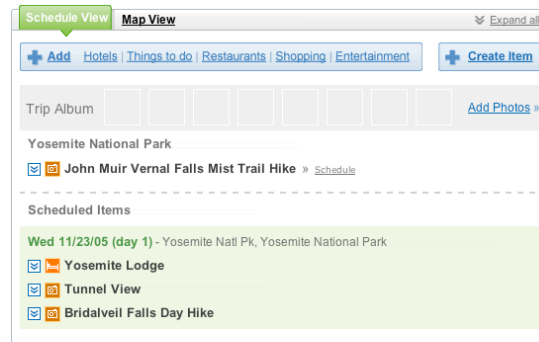 Schedule View Map View Expand all
Add Hotels | Things to do | Restaurants | Shopping | Entertainment Create Item
Trip Album Add Photos »
Yosemite National Park
John Muir Vernal Falls Mist Trail Hike » Schedule
Scheduled Items
Wed 11/23/05 (day 1) - Yosemite Natl Pk, Yosemite National Park
Yosemite Lodge
Tunnel View
Bridalveil Falls Day Hike